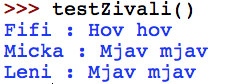 >>> testZivali()
Fifi : Hov hov
Micka : Mjav mjav
Leni : Mjav mjav